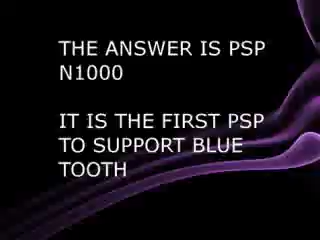 THE ANSWER IS PSP
N1000
IT IS THE FIRST PSP
TO SUPPORT BLUE
TOOTH